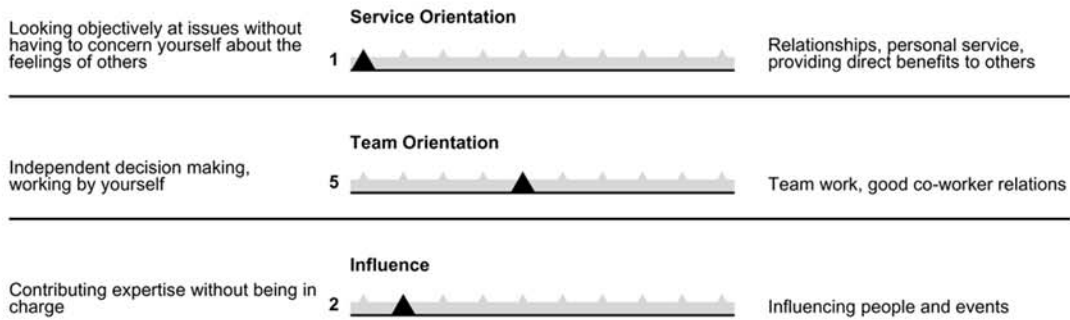 Service Orientation
Looking objectively at issues without
having to concern yourself about the
feelings of others
1
Relationships, personal service,
providing direct benefits to others
Team Orientation
Independent decision making,
working by yourself
5
Team work, good co-worker relations
Influence
Contributing expertise without being in
charge
2
Influencing people and events